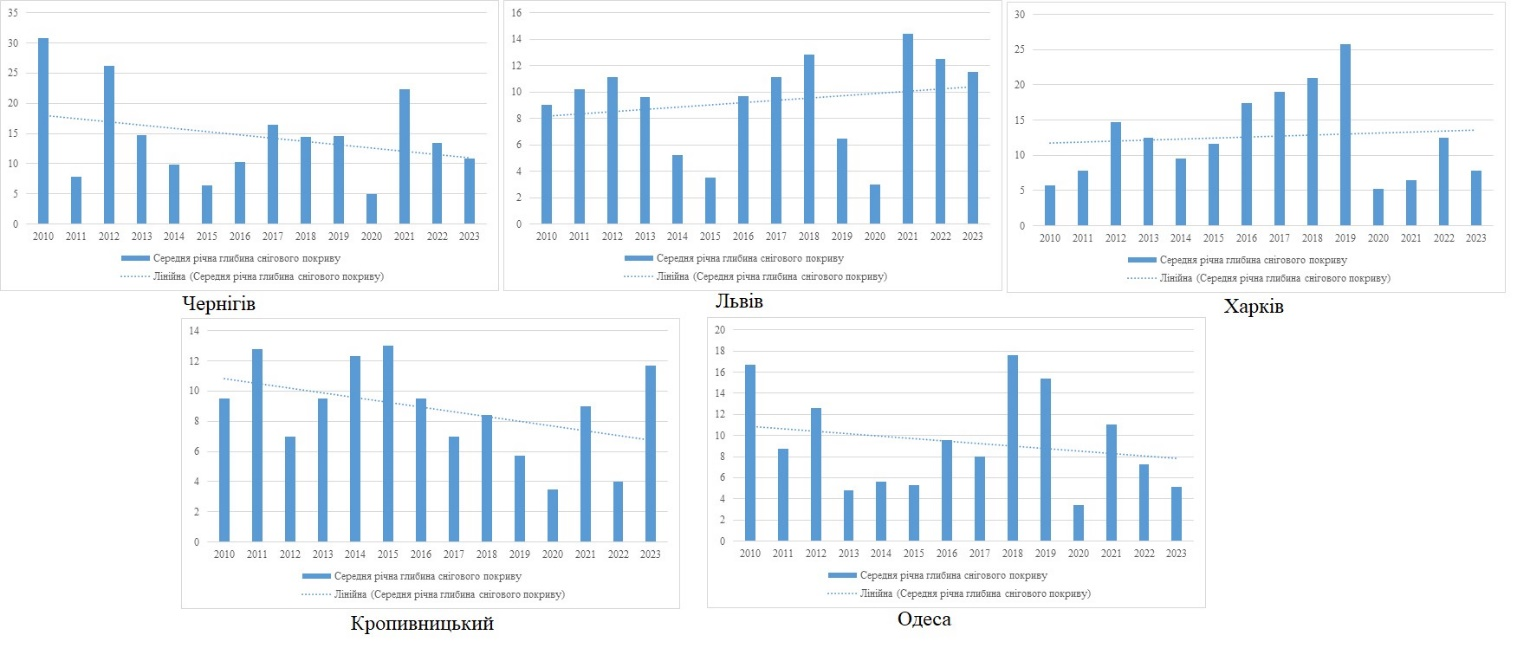 35
30
25
20
15
10
5
0
2010 2011 2012 2013 2014 2015 2016 2017 2018 2019 2020 2021 2022 2023
Середня річна глибина снігового покриву
Лінійна (Середня річна глибина снігового покриву)
Чернігів
16
14
12
10
8
6
4
2
0
2010 2011 2012 2013 2014 2015 2016 2017 2018 2019 2020 2021 2022 2023
Середня річна глибина снігового покриву
Лінійна (Середня річна глибина снігового покриву)
Львів
30
25
20
15
10
5
0
2010 2011 2012 2013 2014 2015 2016 2017 2018 2019 2020 2021 2022 2023
Середня річна глибина снігового покриву
Лінійна (Середня річна глибина снігового покриву)
Харків
14
12
10
8
6
4
2
0
2010 2011 2012 2013 2014 2015 2016 2017 2018 2019 2020 2021 2022 2023
Середня річна глибина снігового покриву
Лінійна (Середня річна глибина снігового покриву)
Кропивницький
20
18
16
14
12
10
8
6
4
2
0
2010 2011 2012 2013 2014 2015 2016 2017 2018 2019 2020 2021 2022 2023
Середня річна глибина снігового покриву
Лінійна (Середня річна глибина снігового покриву)
Одеса